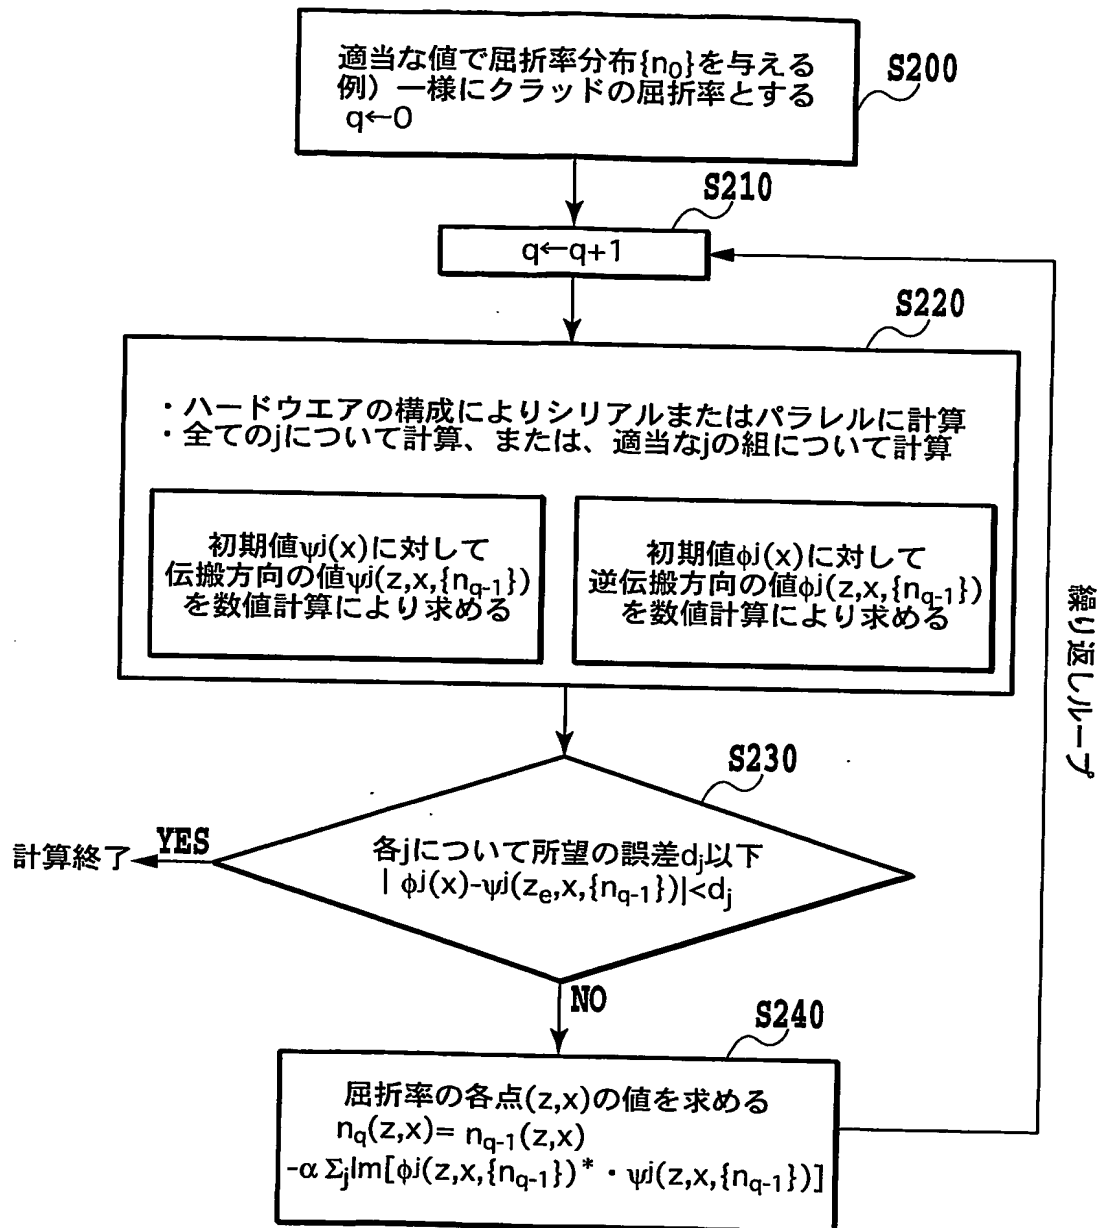 適当な値で屈折率分布{n₀}を与える
例）一様にクラッドの屈折率とする
q←0
S200
S210
q←q+1
S220
・ハードウエアの構成によりシリアルまたはパラレルに計算
・全てのjについて計算、または、適当なjの組について計算
初期値ψʲ(x)に対して
伝搬方向の値ψʲ(z,x,{n_{q-1}})
を数値計算により求める
初期値ϕʲ(x)に対して
逆伝搬方向の値ϕʲ(z,x,{n_{q-1}})
を数値計算により求める
繰り返しループ
S230
各jについて所望の誤差dⱼ以下
| ϕʲ(x)-ψʲ(zₑ,x,{n_{q-1}})|<dⱼ
YES
計算終了
NO
S240
屈折率の各点(z,x)の値を求める
n_q(z,x)= n_{q-1}(z,x)
-α Σⱼ Im[ϕʲ(z,x,{n_{q-1}})*・ψʲ(z,x,{n_{q-1}})]